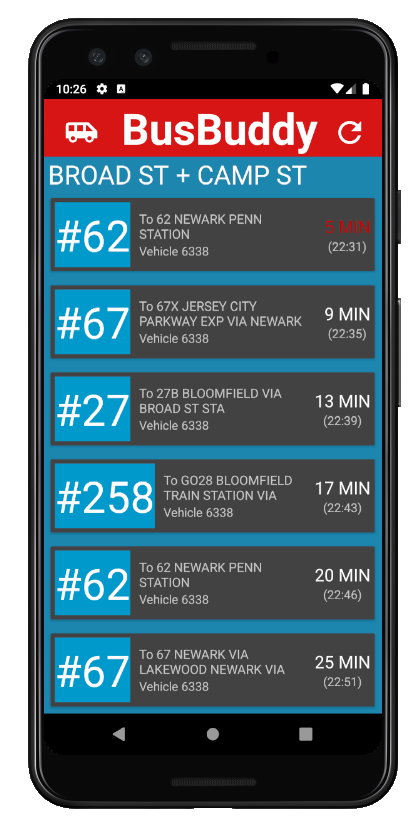 10:26
BusBuddy
BROAD ST + CAMP ST
#62
To 62 NEWARK PENN
STATION
Vehicle 6338
5 MIN
(22:31)
#67
To 67X JERSEY CITY
PARKWAY EXP VIA NEWARK
Vehicle 6338
9 MIN
(22:35)
#27
To 27B BLOOMFIELD VIA
BROAD ST STA
Vehicle 6338
13 MIN
(22:39)
#258
To GO28 BLOOMFIELD
TRAIN STATION VIA
Vehicle 6338
17 MIN
(22:43)
#62
To 62 NEWARK PENN
STATION
Vehicle 6338
20 MIN
(22:46)
#67
To 67 NEWARK VIA
LAKEWOOD NEWARK VIA
Vehicle 6338
25 MIN
(22:51)